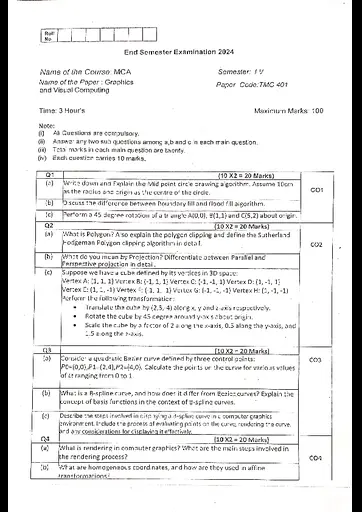 Roll No.
End Semester Examination 2024
Name of the Course: MCA
Semester: IV
Name of the Paper: Graphics and Visual Computing
Paper Code: TMC 401
Time: 3 Hour's
Maximum Marks: 100
Note:
(i) All Questions are compulsory.
(ii) Answer any two sub questions among a,b and c in each main question.
(iii) Total marks in each main question are twenty.
(iv) Each question carries 10 marks.
Q1 (10 X2 = 20 Marks)
(a) Write down and Explain the Mid point circle drawing algorithm. Assume 10cm
as the radius and origin as the centre of the circle.
CO1
(b) Discuss the difference between Boundary fill and flood fill algorithm.
(c) Perform a 45 degree rotation of a triangle A(0,0), B(1,1) and C(5,2) about origin.
Q2 (10 X2 = 20 Marks)
(a) What is Polygon? Also explain the polygon clipping and define the Sutherland
Hodgeman Polygon clipping algorithm in detail.
CO2
(b) What do you mean by Projection? Differentiate between Parallel and
Perspective projection in detail.
(c) Suppose we have a cube defined by its vertices in 3D space:
Vertex A: (1, 1, 1) Vertex B: (-1, 1, 1) Vertex C: (-1, -1, 1) Vertex D: (1, -1, 1)
Vertex E: (1, 1, -1) Vertex F: (-1, 1, -1) Vertex G: (-1, -1, -1) Vertex H: (1, -1, -1)
Perform the following transformation:
• Translate the cube by (2,3, 4) along x, y and z-axis respectively.
• Rotate the cube by 45 degree around y-axis about origin.
• Scale the cube by a factor of 2 along the x-axis, 0.5 along the y-axis, and
1.5 along the z-axis.
Q3 (10 X2 = 20 Marks)
(a) Consider a quadratic Bezier curve defined by three control points:
P0=(0,0),P1=(2,4),P2=(4,0). Calculate the points on the curve for various values
of t ranging from 0 to 1.
CO3
(b) What is a B-spline curve, and how does it differ from Bezier curves? Explain the
concept of basis functions in the context of B-spline curves.
(c) Describe the steps involved in displaying a B-spline curve in a computer graphics
environment. Include the process of evaluating points on the curve, rendering the curve,
and any considerations for displaying it effectively.
Q4 (10 X2 = 20 Marks)
(a) What is rendering in computer graphics? What are the main steps involved in
the rendering process?
CO4
(b) What are homogeneous coordinates, and how are they used in affine
transformations?